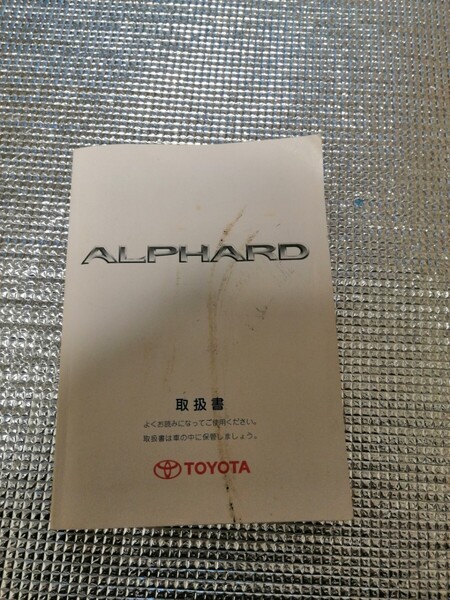 ALPHARD
取扱書
よくお読みになってご使用ください。
取扱書は車の中に保管しましょう。
TOYOTA